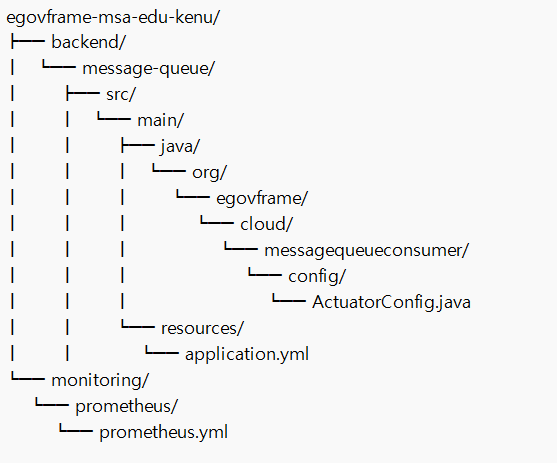 egovframe-msa-edu-kenu/
├── backend/
│   └── message-queue/
│       ├── src/
│       │   └── main/
│       │       ├── java/
│       │       │   └── org/
│       │       │       └── egovframe/
│       │       │           └── cloud/
│       │       │               └── messagequeueconsumer/
│       │       │                   └── config/
│       │       │                       └── ActuatorConfig.java
│       │       └── resources/
│       │           └── application.yml
└── monitoring/
    └── prometheus/
        └── prometheus.yml